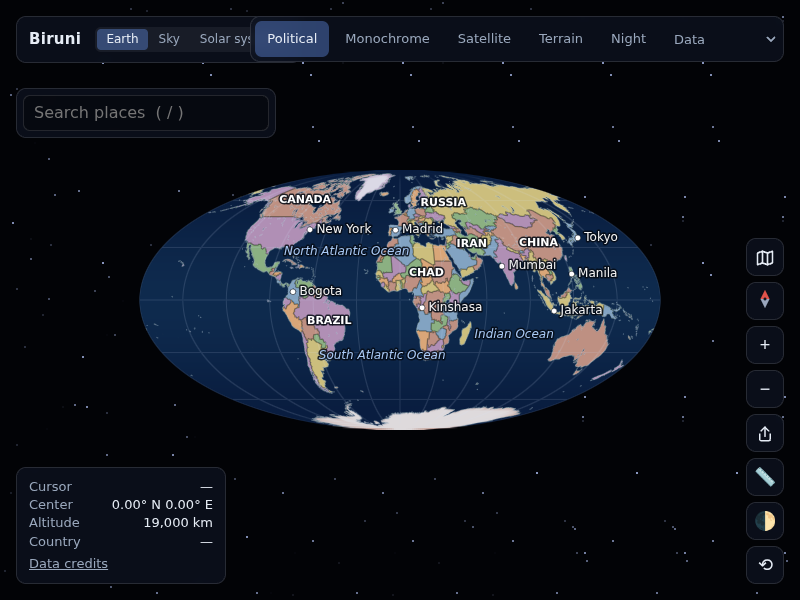 Biruni
Earth Sky Solar sys
Political Monochrome Satellite Terrain Night Data
Search places ( / )
CANADA
RUSSIA
New York
Madrid
Tokyo
North Atlantic Ocean
IRAN
CHINA
Mumbai
CHAD
Manila
Bogota
Kinshasa
Jakarta
BRAZIL
Indian Ocean
South Atlantic Ocean
+
−
Cursor —
Center 0.00° N 0.00° E
Altitude 19,000 km
Country —
Data credits